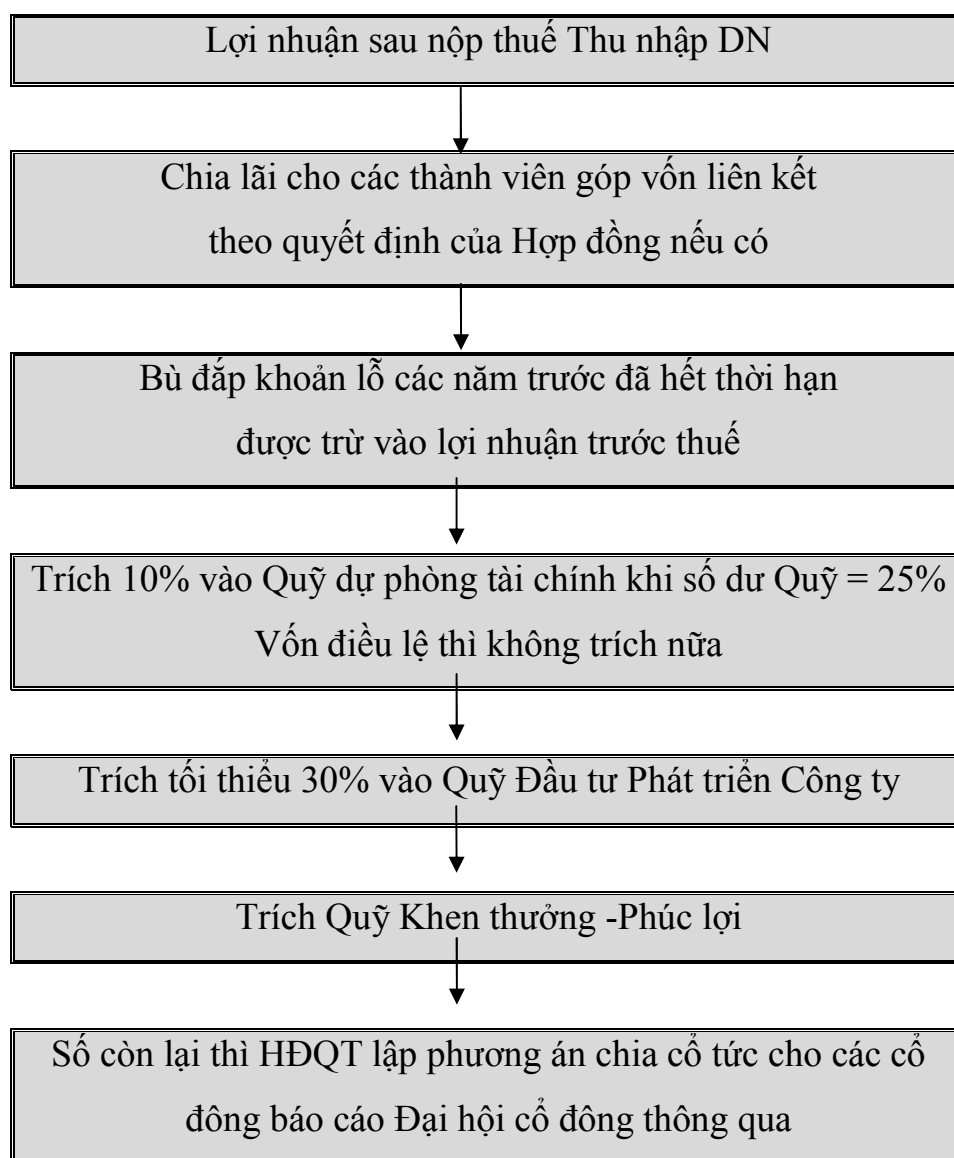 Lợi nhuận sau nộp thuế Thu nhập DN
Chia lãi cho các thành viên góp vốn liên kết
theo quyết định của Hợp đồng nếu có
Bù đắp khoản lỗ các năm trước đã hết thời hạn
được trừ vào lợi nhuận trước thuế
Trích 10% vào Quỹ dự phòng tài chính khi số dư Quỹ = 25%
Vốn điều lệ thì không trích nữa
Trích tối thiểu 30% vào Quỹ Đầu tư Phát triển Công ty
Trích Quỹ Khen thưởng -Phúc lợi
Số còn lại thì HĐQT lập phương án chia cổ tức cho các cổ
đông báo cáo Đại hội cổ đông thông qua